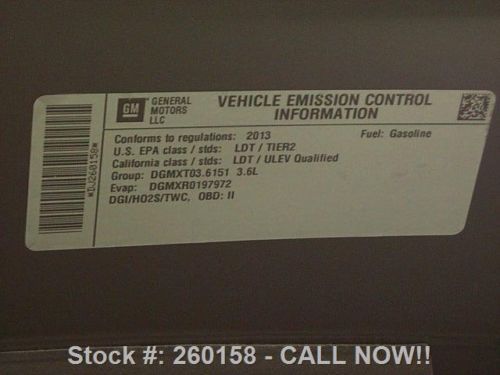 GM
GENERAL
MOTORS
LLC
VEHICLE EMISSION CONTROL
INFORMATION
Conforms to regulations: 2013 Fuel: Gasoline
U.S. EPA class / stds: LDT / TIER2
California class / stds: LDT / ULEV Qualified
Group: DGMXT03.6151 3.6L
Evap: DGMXR0197972
DGI/HO2S/TWC, OBD: II
Stock #: 260158 - CALL NOW!!